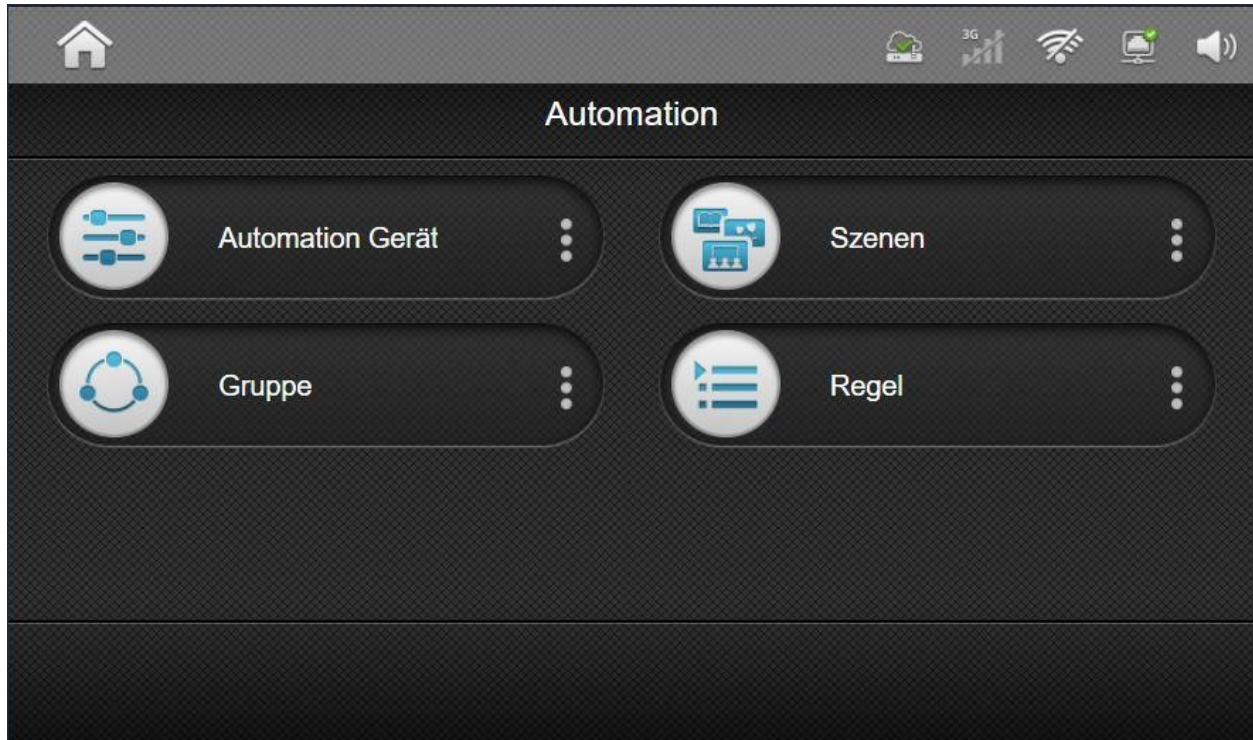 3G
Automation
Automation Gerät
Szenen
Gruppe
Regel